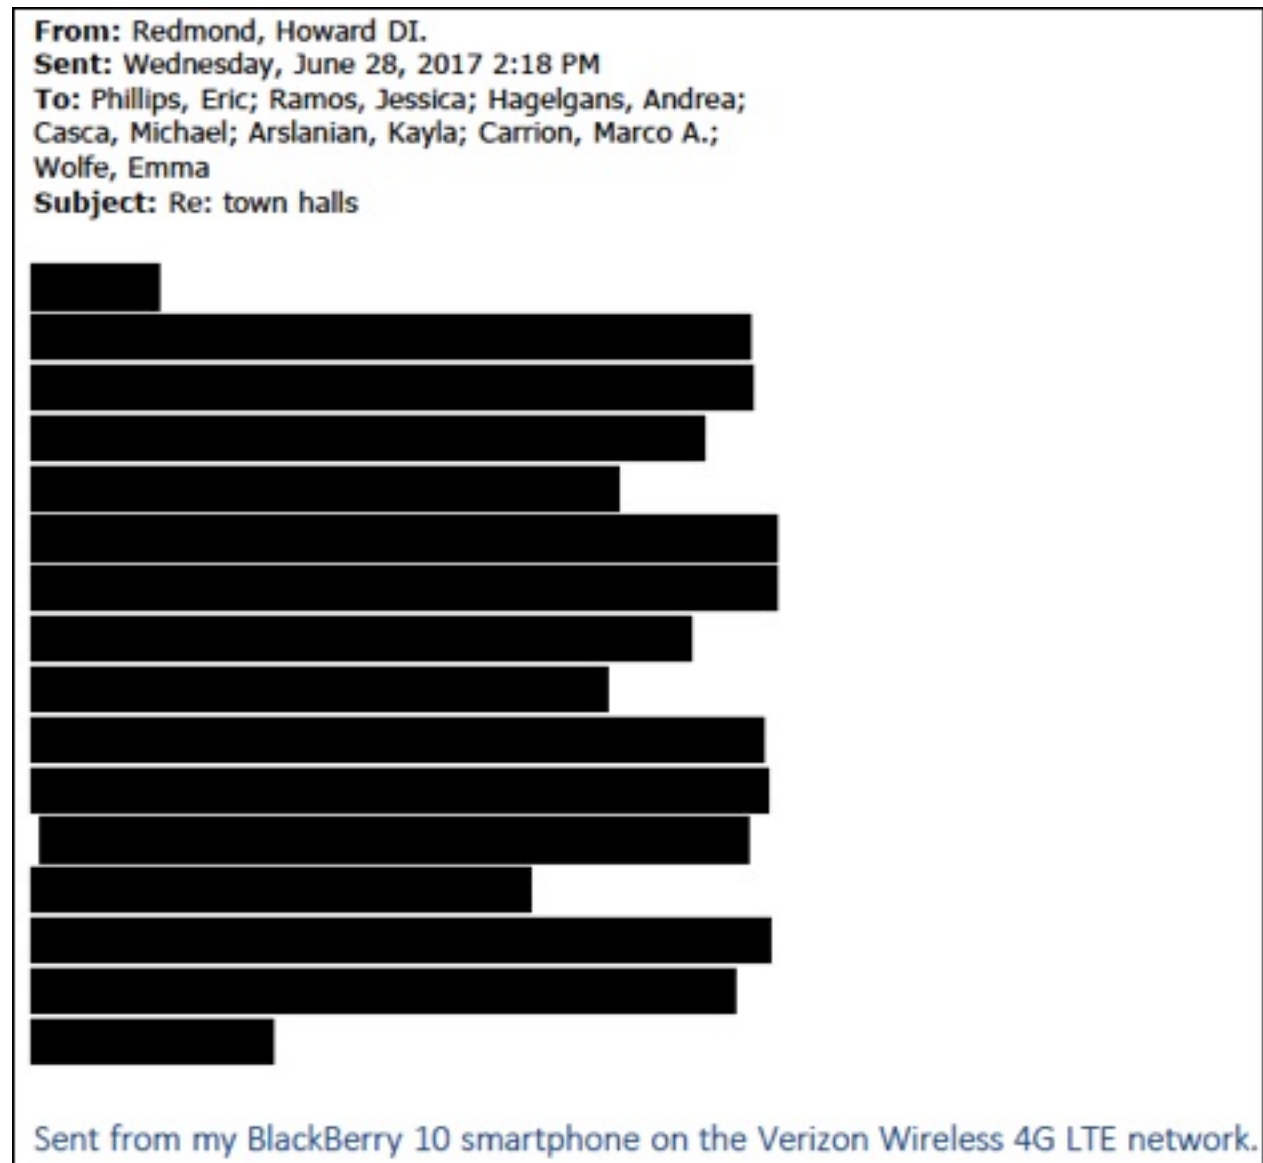 From: Redmond, Howard DI.
Sent: Wednesday, June 28, 2017 2:18 PM
To: Phillips, Eric; Ramos, Jessica; Hagelgans, Andrea;
Casca, Michael; Arslanian, Kayla; Carrion, Marco A.;
Wolfe, Emma
Subject: Re: town halls
Sent from my BlackBerry 10 smartphone on the Verizon Wireless 4G LTE network.